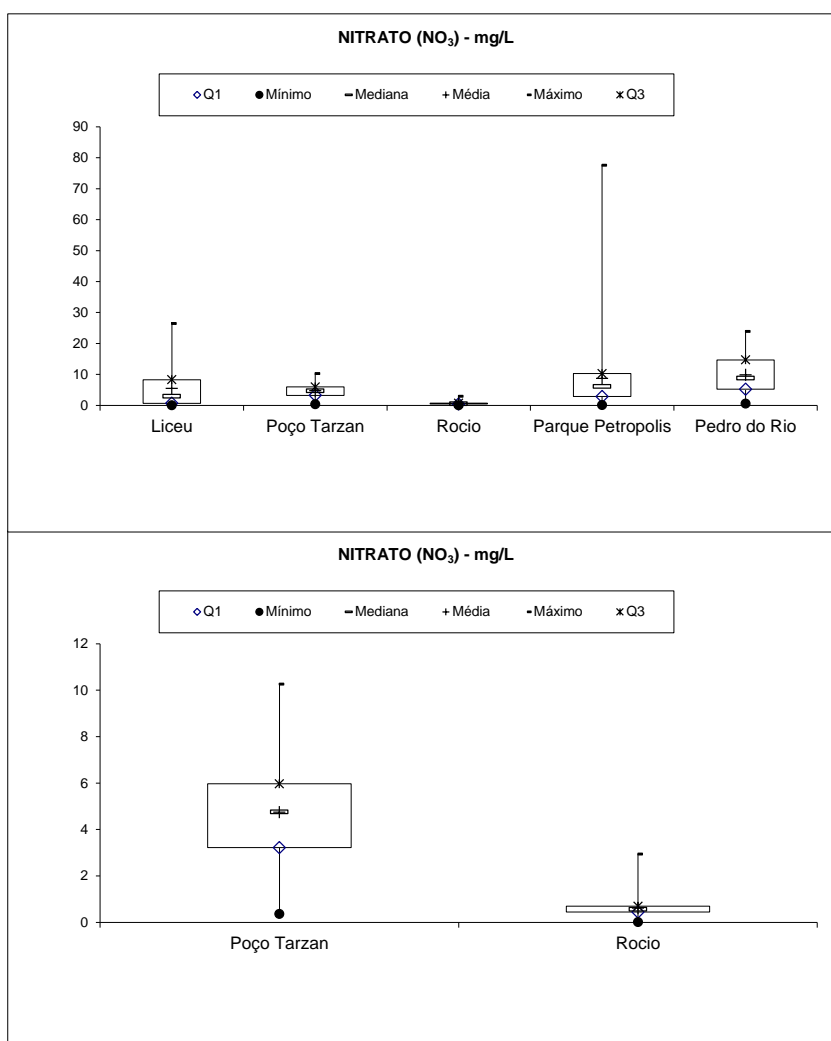 NITRATO (NO₃) - mg/L
Q1 Mínimo Mediana Média Máximo Q3
90
80
70
60
50
40
30
20
10
0
Liceu Poço Tarzan Rocio Parque Petropolis Pedro do Rio
NITRATO (NO₃) - mg/L
Q1 Mínimo Mediana Média Máximo Q3
12
10
8
6
4
2
0
Poço Tarzan Rocio